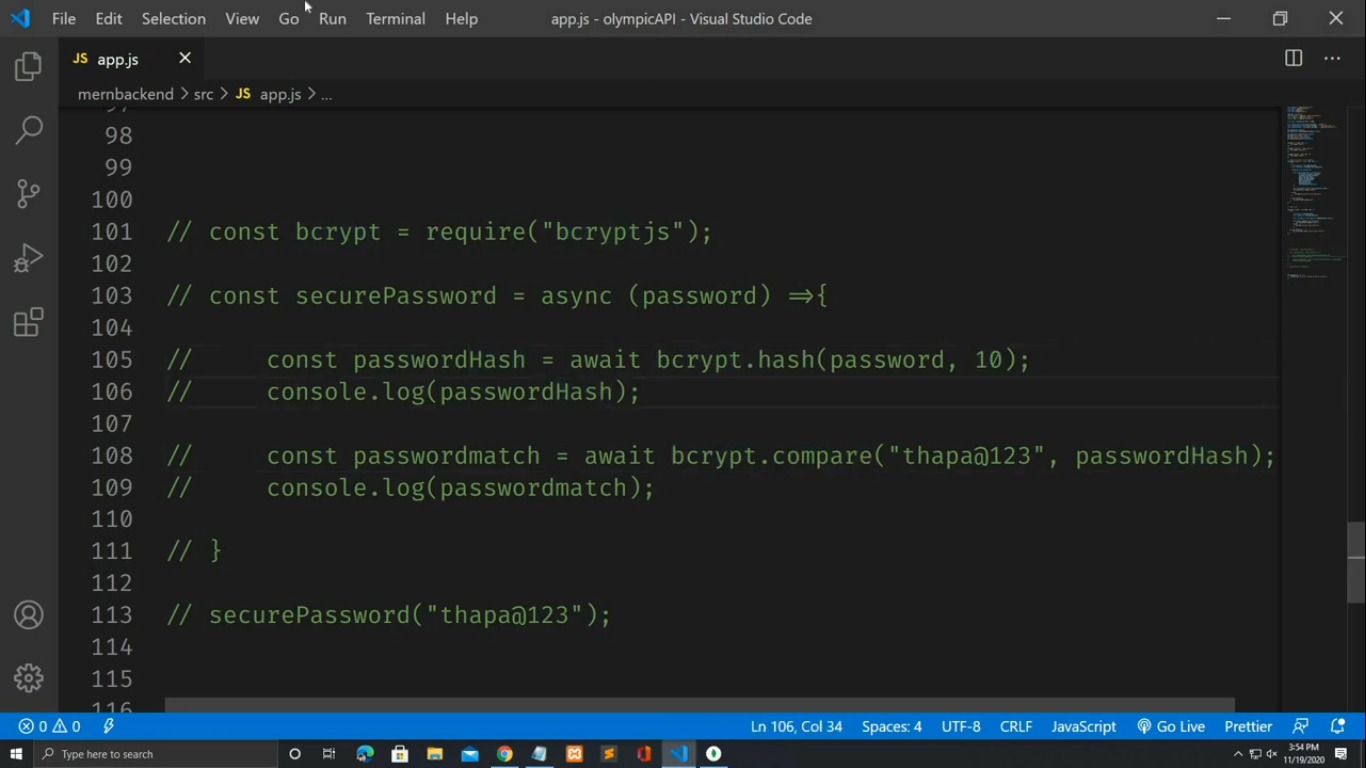 File Edit Selection View Go Run Terminal Help app.js - olympicAPI - Visual Studio Code
JS app.js
mernbackend > src > JS app.js > ...
98
99
100
101 // const bcrypt = require("bcryptjs");
102
103 // const securePassword = async (password) =>{
104
105 //     const passwordHash = await bcrypt.hash(password, 10);
106 //     console.log(passwordHash);
107
108 //     const passwordmatch = await bcrypt.compare("thapa@123", passwordHash);
109 //     console.log(passwordmatch);
110
111 // }
112
113 // securePassword("thapa@123");
114
115
116
0 0 Ln 106, Col 34 Spaces: 4 UTF-8 CRLF JavaScript Go Live Prettier
Type here to search 3:54 PM
11/19/2020